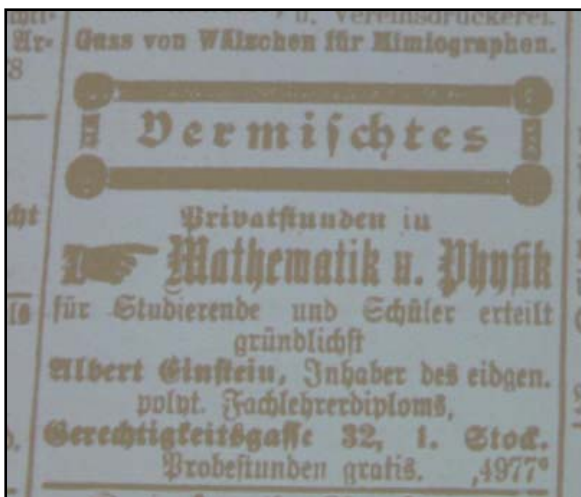 u. Vereinsdruckerei.
Guss von Wälzchen für Mimiographen.
Vermischtes
Privatstunden in
Mathematik u. Physik
für Studierende und Schüler erteilt
gründlichst
Albert Einstein, Inhaber des eidgen.
polyt. Fachlehrerdiploms,
Gerechtigkeitsgasse 32, 1. Stock.
Probestunden gratis. ,4977°